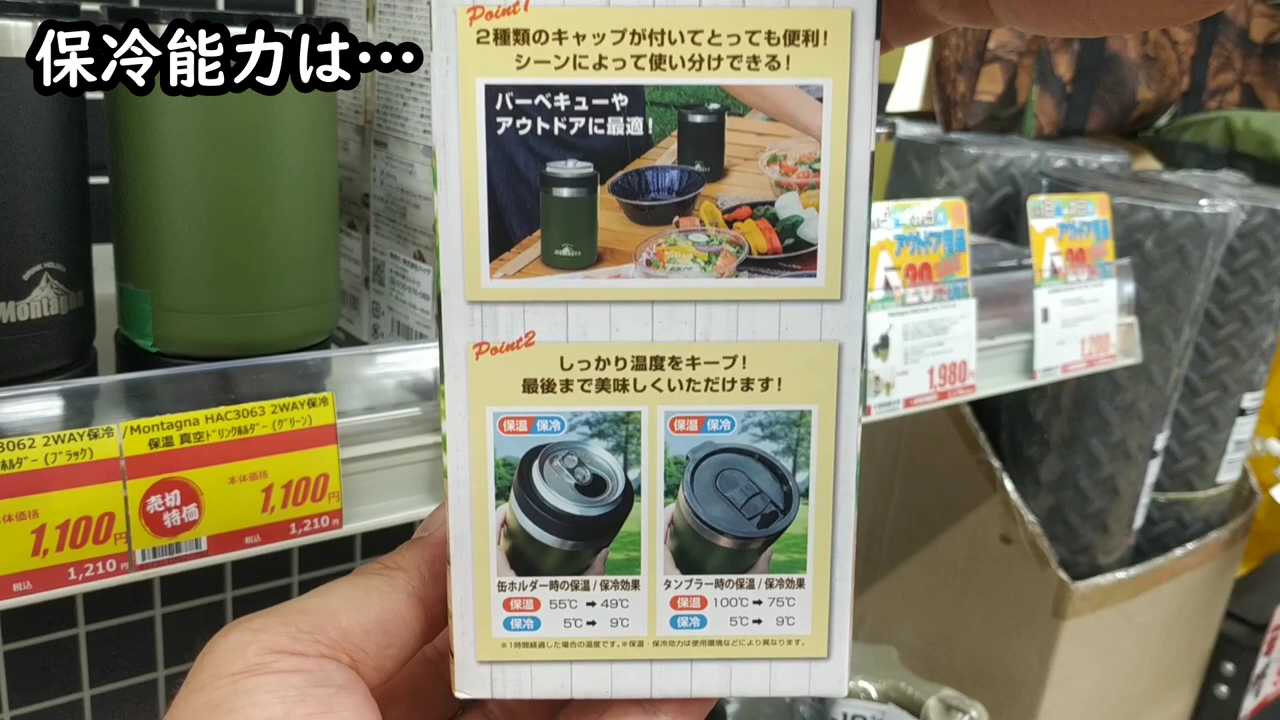 保冷能力は…
Point1
2種類のキャップが付いてとっても便利!
シーンによって使い分けできる!
バーベキューや
アウトドアに最適!
montagna
Point2
しっかり温度をキープ!
最後まで美味しくいただけます!
保温 保冷
缶ホルダー時の保温/保冷効果
保温 55℃ ➡ 49℃
保冷 5℃ ➡ 9℃
保温 保冷
タンブラー時の保温/保冷効果
保温 100℃ ➡ 75℃
保冷 5℃ ➡ 9℃
※1時間経過した場合の温度です。※保温・保冷効力は使用環境などにより異なります。
Montagna
3062 2WAY保冷
ホルダー (ブラック)
本体価格
1,100円
税込 1,210円
/Montagna HAC3063 2WAY保冷
保温 真空ドリンクホルダー (グリーン)
売切
特価
本体価格
1,100円
税込 1,210円
アウトドア用品
20
1,980
20
1,280